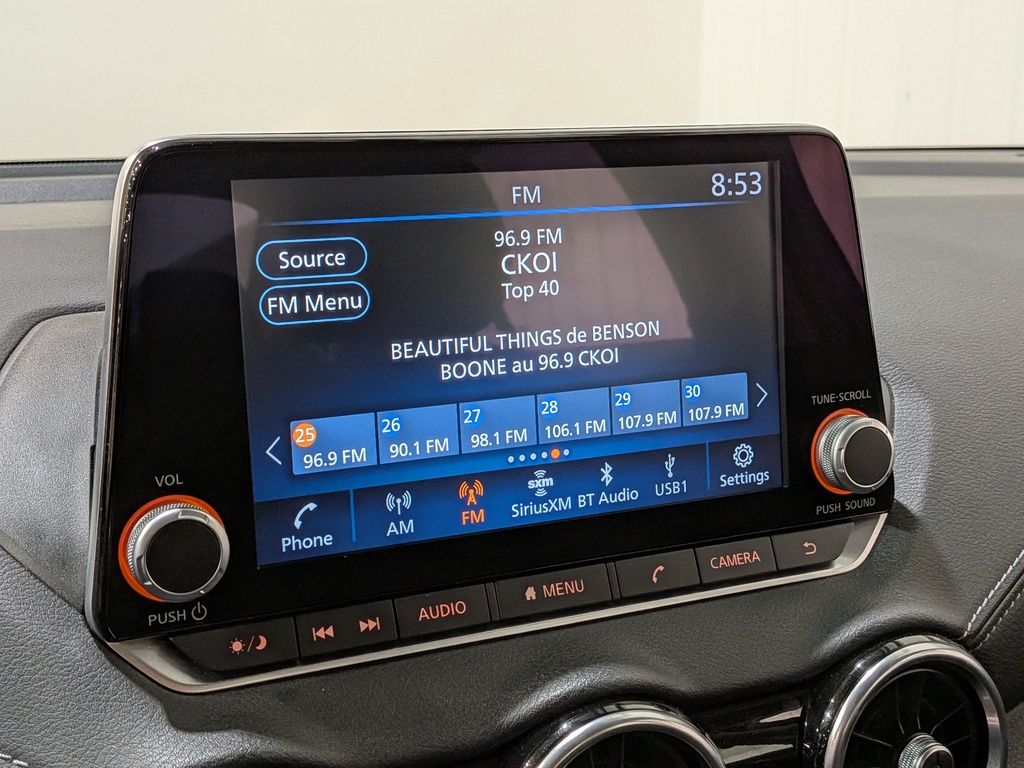 FM
8:53
Source
FM Menu
96.9 FM
CKOI
Top 40
BEAUTIFUL THINGS de BENSON
BOONE au 96.9 CKOI
25
96.9 FM
26
90.1 FM
27
98.1 FM
28
106.1 FM
29
107.9 FM
30
107.9 FM
Phone
AM
FM
sxm
SiriusXM
BT Audio
USB1
Settings
VOL
PUSH
TUNE·SCROLL
PUSH SOUND
AUDIO
MENU
CAMERA